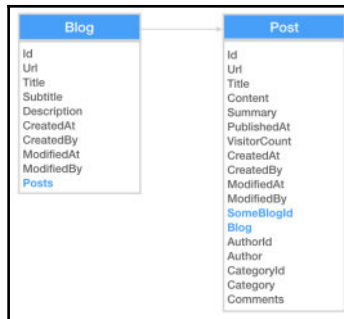 Blog
Id
Url
Title
Subtitle
Description
CreatedAt
CreatedBy
ModifiedAt
ModifiedBy
Posts
Post
Id
Url
Title
Content
Summary
PublishedAt
VisitorCount
CreatedAt
CreatedBy
ModifiedAt
ModifiedBy
SomeBlogId
Blog
AuthorId
Author
CategoryId
Category
Comments